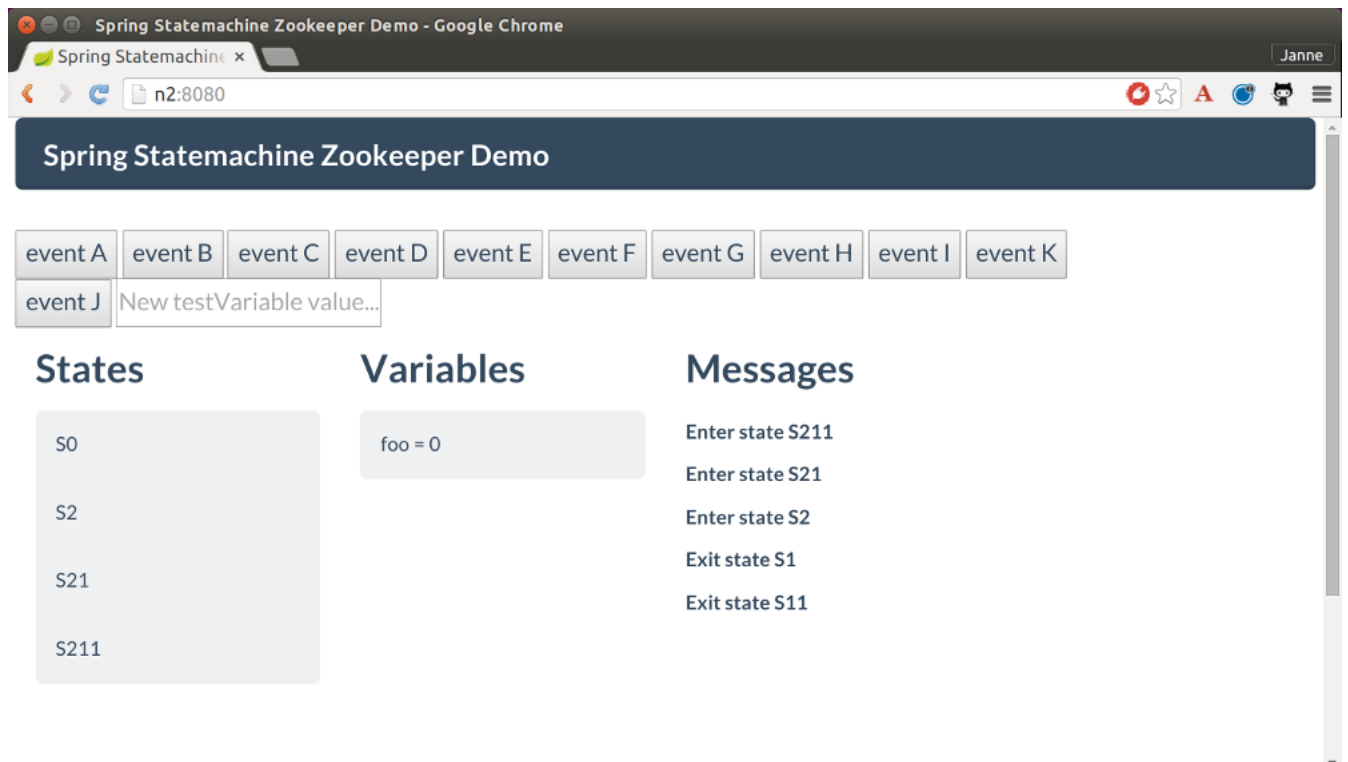 Spring Statemachine Zookeeper Demo - Google Chrome
Spring Statemachine
Janne
n2:8080
A
Spring Statemachine Zookeeper Demo
event A event B event C event D event E event F event G event H event I event K
event J New testVariable value...
States Variables Messages
S0 foo = 0 Enter state S211
Enter state S21
S2 Enter state S2
Exit state S1
S21
Exit state S11
S211